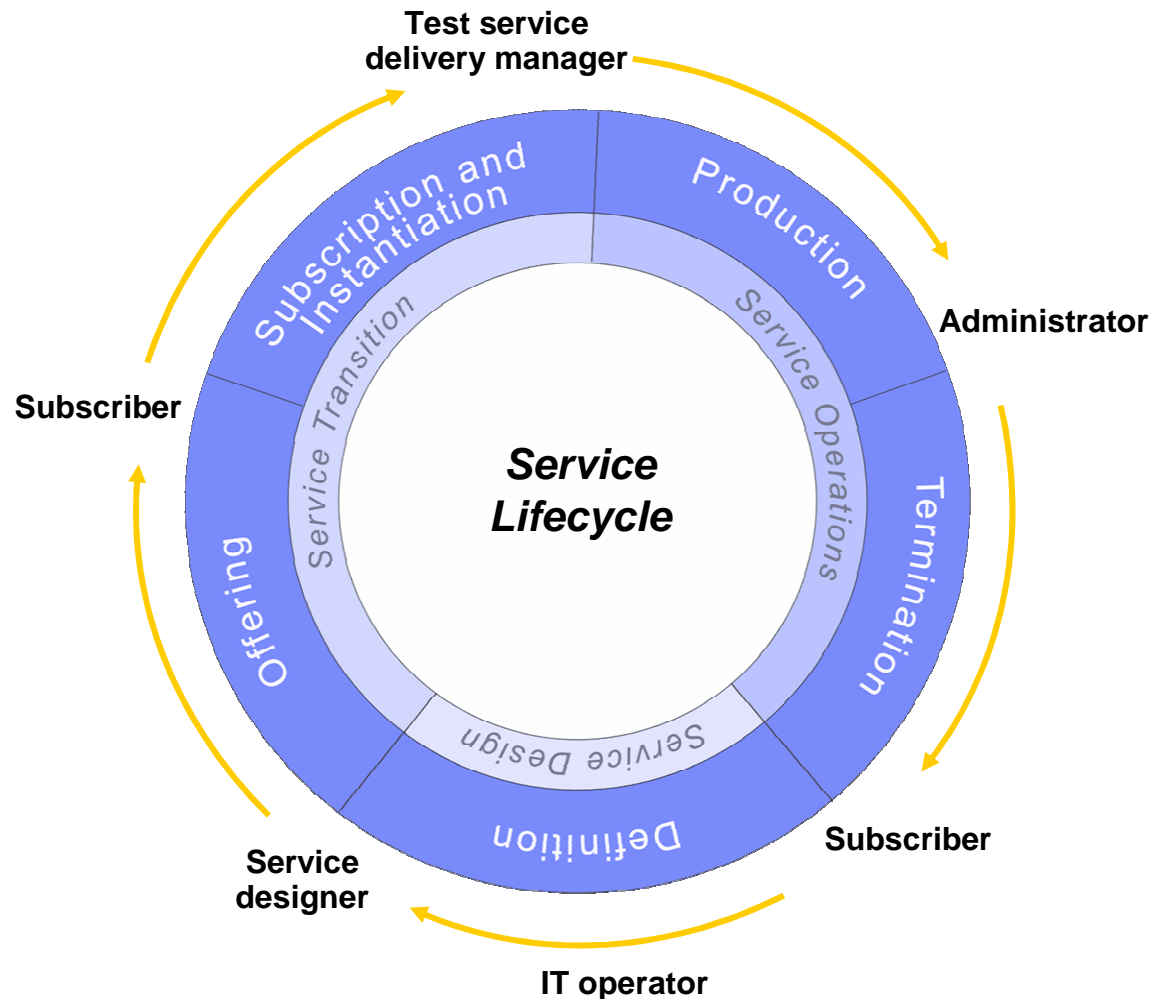 Test service
delivery manager
Subscription and
Instantiation
Production
Service Transition
Service Operations
Administrator
Subscriber
Service
Lifecycle
Termination
Offering
Service Design
Definition
Subscriber
Service
designer
IT operator